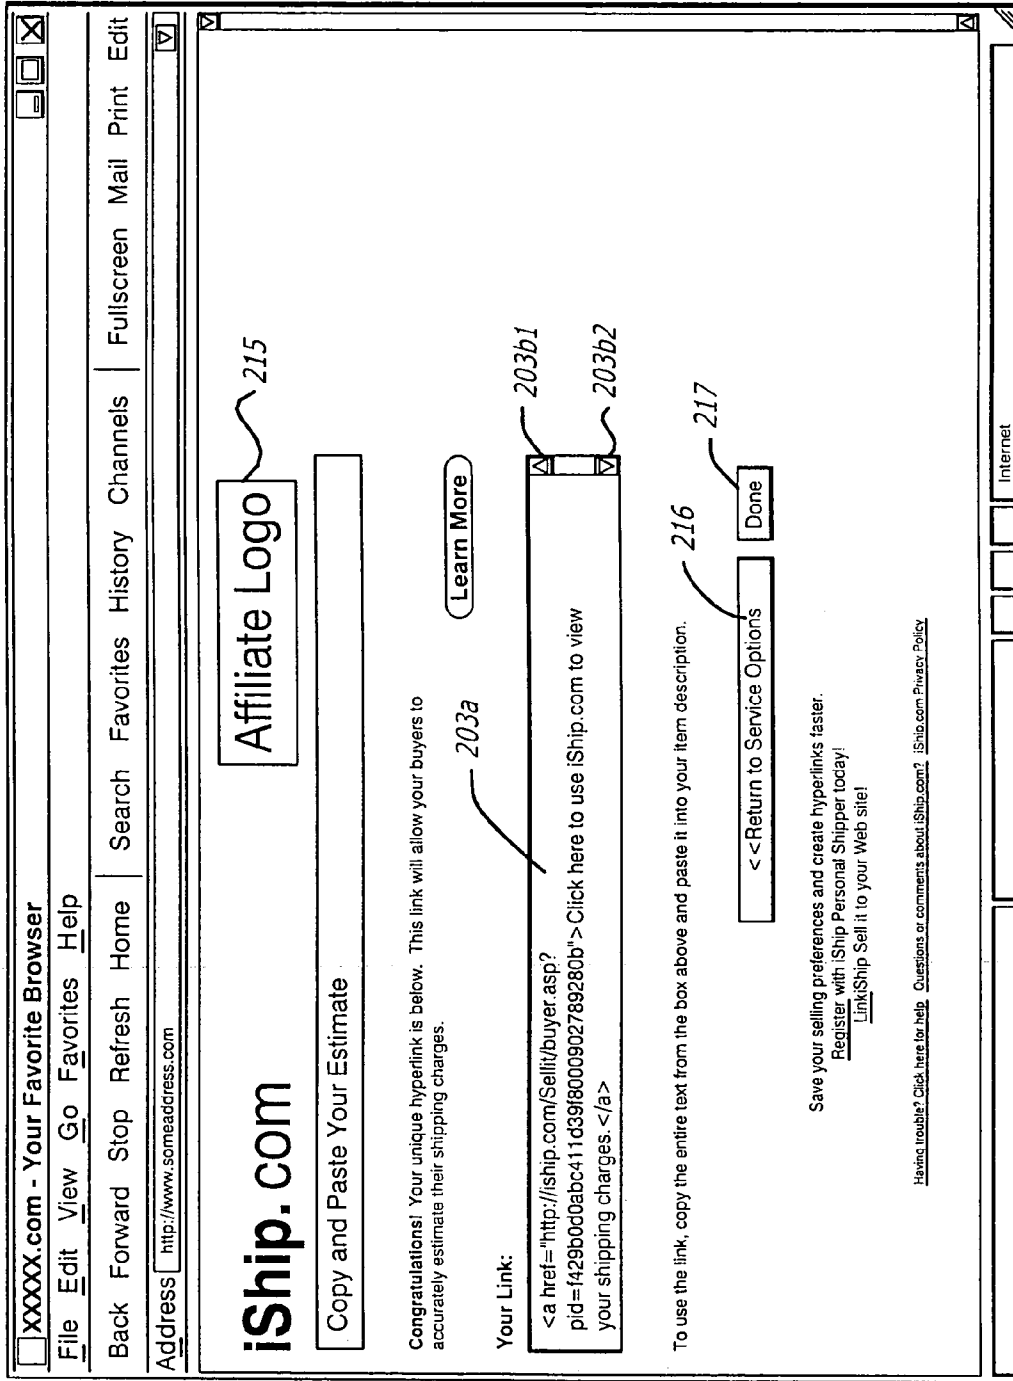 XXXXX.com - Your Favorite Browser
File Edit View Go Favorites Help
Back Forward Stop Refresh Home Search Favorites History Channels Fullscreen Mail Print Edit
Address http://www.someaddress.com
iShip.com
Affiliate Logo
215
Copy and Paste Your Estimate
Congratulations! Your unique hyperlink is below. This link will allow your buyers to
accurately estimate their shipping charges.
Learn More
Your Link:
203a
203b1
<a href="http://iship.com/Sellit/buyer.asp?
pid=f429b0d0abc411d39f8000902789280b">Click here to use iShip.com to view
your shipping charges.</a>
203b2
To use the link, copy the entire text from the box above and paste it into your item description.
216
217
<<Return to Service Options
Done
Save your selling preferences and create hyperlinks faster.
Register with iShip Personal Shipper today!
LinkiShip Sell it to your Web site!
Having trouble? Click here for help Questions or comments about iShip.com? iShip.com Privacy Policy
Internet